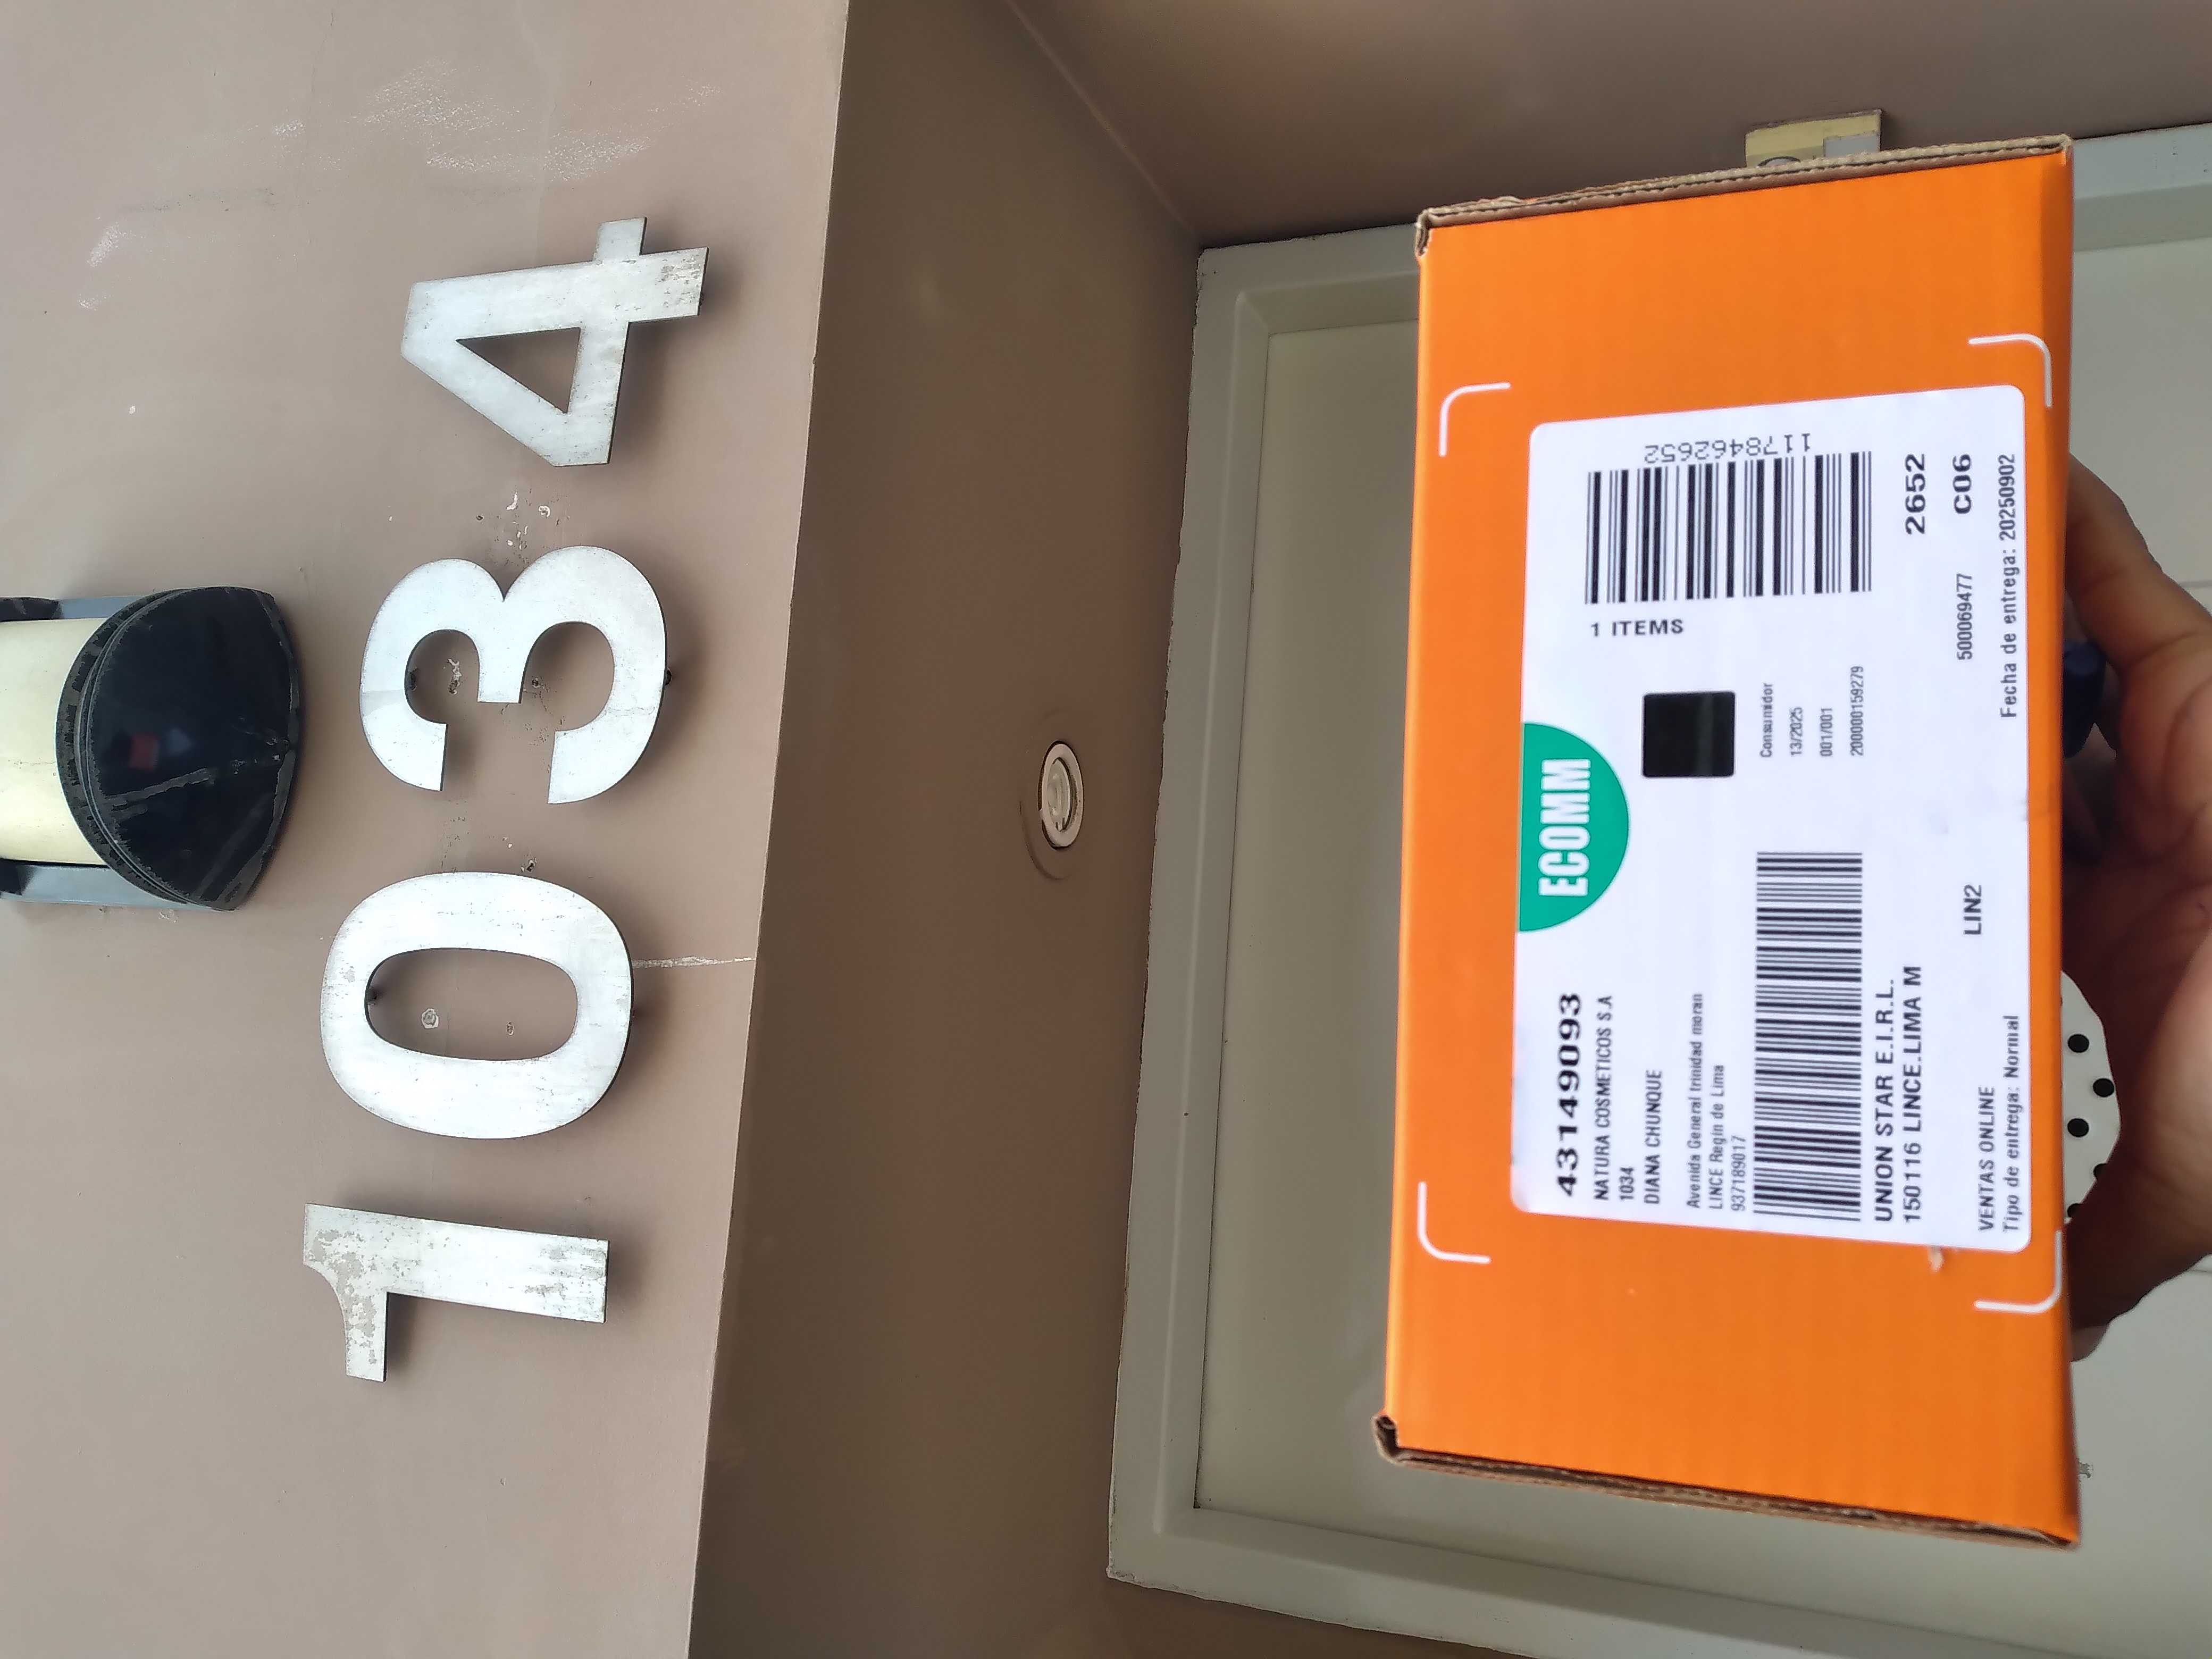 1034
ECOMM
43149093
NATURA COSMETICOS S.A
1034
DIANA CHUNQUE
Avenida General trinidad moran
LINCE Regin de Lima
937189017
UNION STAR E.I.R.L.
150116 LINCE.LIMA M
LIN2
VENTAS ONLINE
Tipo de entrega: Normal
1 ITEMS
1178462652
Consumidor
13/2025
001/001
200000159279
2652
500069477
C06
Fecha de entrega: 20250902